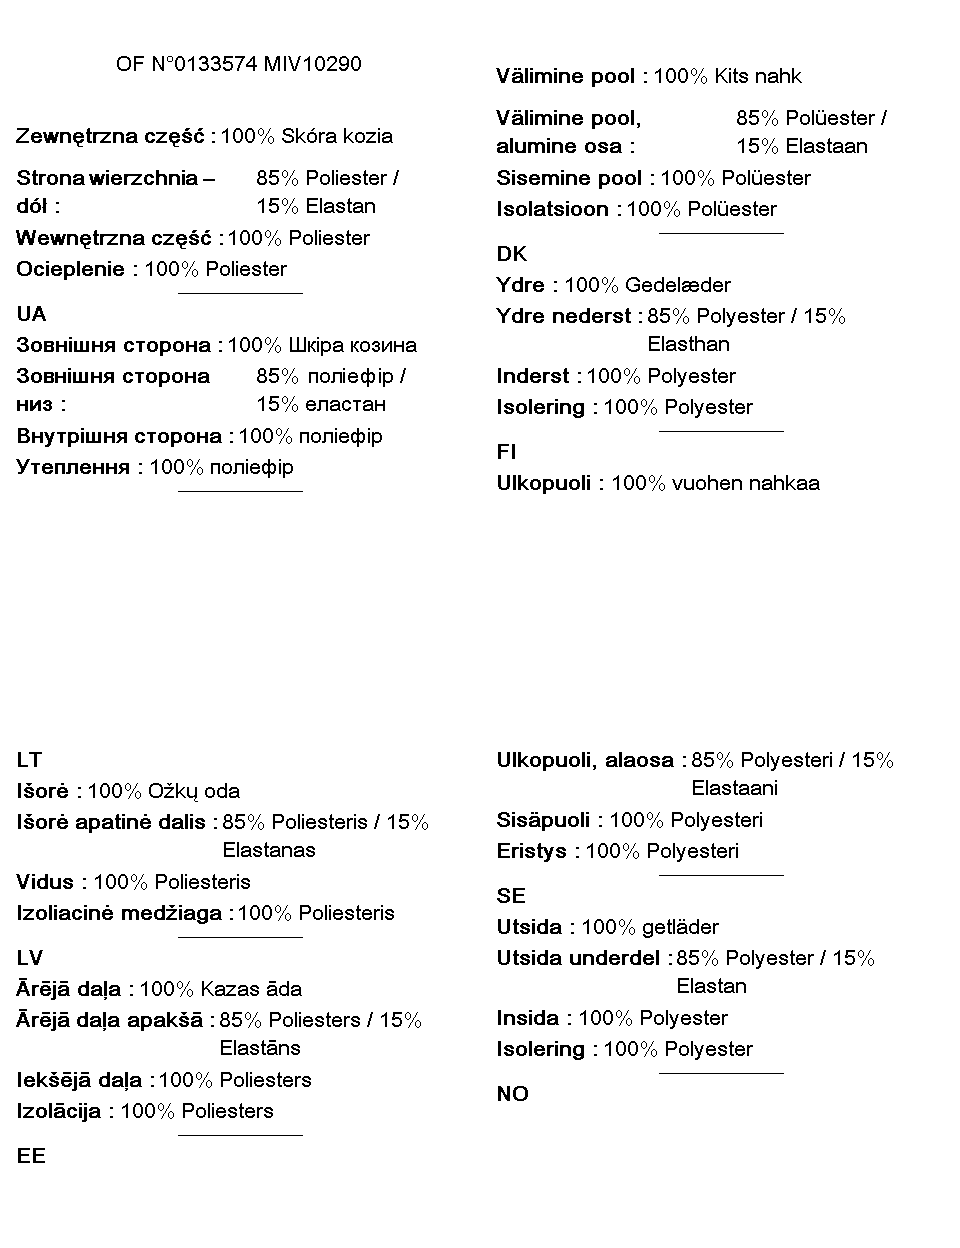 OF N°0133574 MIV10290
Zewnętrzna część : 100% Skóra kozia
Strona wierzchnia – 85% Poliester /
dół : 15% Elastan
Wewnętrzna część : 100% Poliester
Ocieplenie : 100% Poliester
UA
Зовнішня сторона : 100% Шкіра козина
Зовнішня сторона 85% поліефір /
низ : 15% еластан
Внутрішня сторона : 100% поліефір
Утеплення : 100% поліефір
LT
Išorė : 100% Ožkų oda
Išorė apatinė dalis : 85% Poliesteris / 15%
Elastanas
Vidus : 100% Poliesteris
Izoliacinė medžiaga : 100% Poliesteris
LV
Ārējā daļa : 100% Kazas āda
Ārējā daļa apakšā : 85% Poliesters / 15%
Elastāns
Iekšējā daļa : 100% Poliesters
Izolācija : 100% Poliesters
EE
Välimine pool : 100% Kits nahk
Välimine pool, 85% Polüester /
alumine osa : 15% Elastaan
Sisemine pool : 100% Polüester
Isolatsioon : 100% Polüester
DK
Ydre : 100% Gedelæder
Ydre nederst : 85% Polyester / 15%
Elasthan
Inderst : 100% Polyester
Isolering : 100% Polyester
FI
Ulkopuoli : 100% vuohen nahkaa
Ulkopuoli, alaosa : 85% Polyesteri / 15%
Elastaani
Sisäpuoli : 100% Polyesteri
Eristys : 100% Polyesteri
SE
Utsida : 100% getläder
Utsida underdel : 85% Polyester / 15%
Elastan
Insida : 100% Polyester
Isolering : 100% Polyester
NO